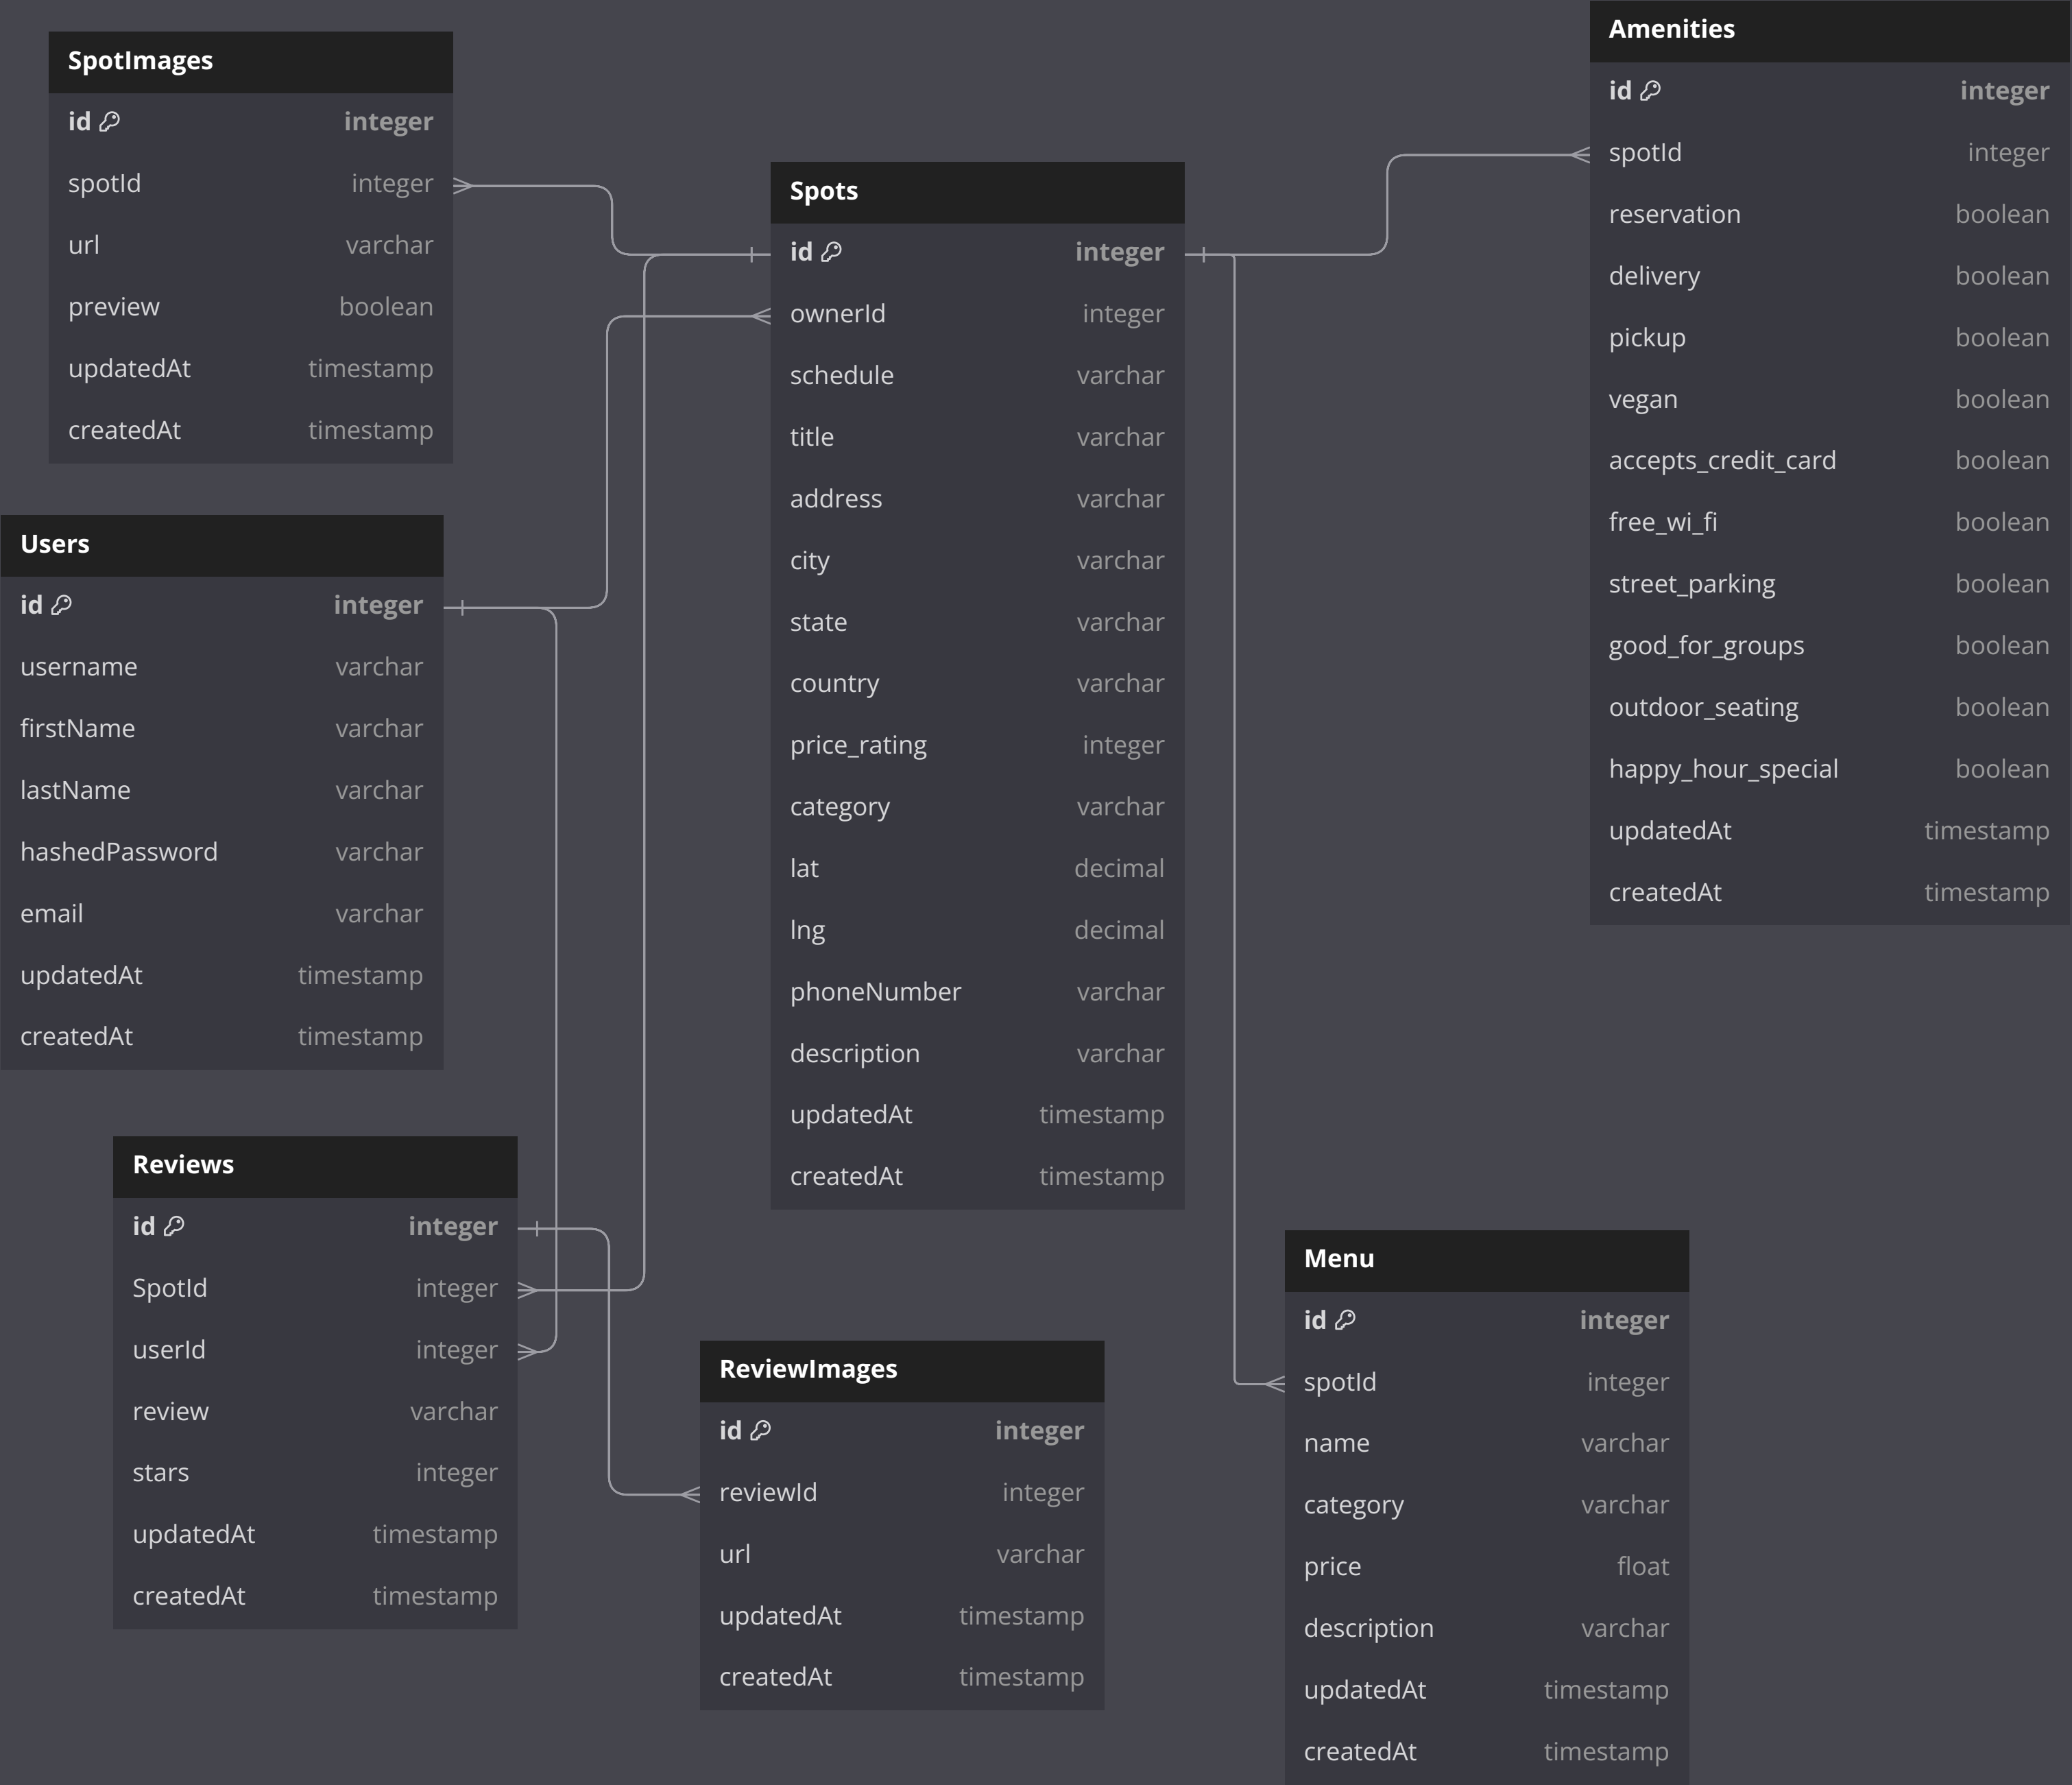 SpotImages
id integer
spotId integer
url varchar
preview boolean
updatedAt timestamp
createdAt timestamp
Users
id integer
username varchar
firstName varchar
lastName varchar
hashedPassword varchar
email varchar
updatedAt timestamp
createdAt timestamp
Reviews
id integer
SpotId integer
userId integer
review varchar
stars integer
updatedAt timestamp
createdAt timestamp
Spots
id integer
ownerId integer
schedule varchar
title varchar
address varchar
city varchar
state varchar
country varchar
price_rating integer
category varchar
lat decimal
lng decimal
phoneNumber varchar
description varchar
updatedAt timestamp
createdAt timestamp
ReviewImages
id integer
reviewId integer
url varchar
updatedAt timestamp
createdAt timestamp
Amenities
id integer
spotId integer
reservation boolean
delivery boolean
pickup boolean
vegan boolean
accepts_credit_card boolean
free_wi_fi boolean
street_parking boolean
good_for_groups boolean
outdoor_seating boolean
happy_hour_special boolean
updatedAt timestamp
createdAt timestamp
Menu
id integer
spotId integer
name varchar
category varchar
price float
description varchar
updatedAt timestamp
createdAt timestamp